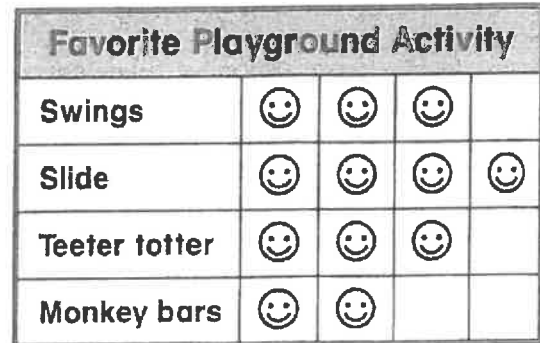 Favorite Playground Activity
Swings
Slide
Teeter totter
Monkey bars